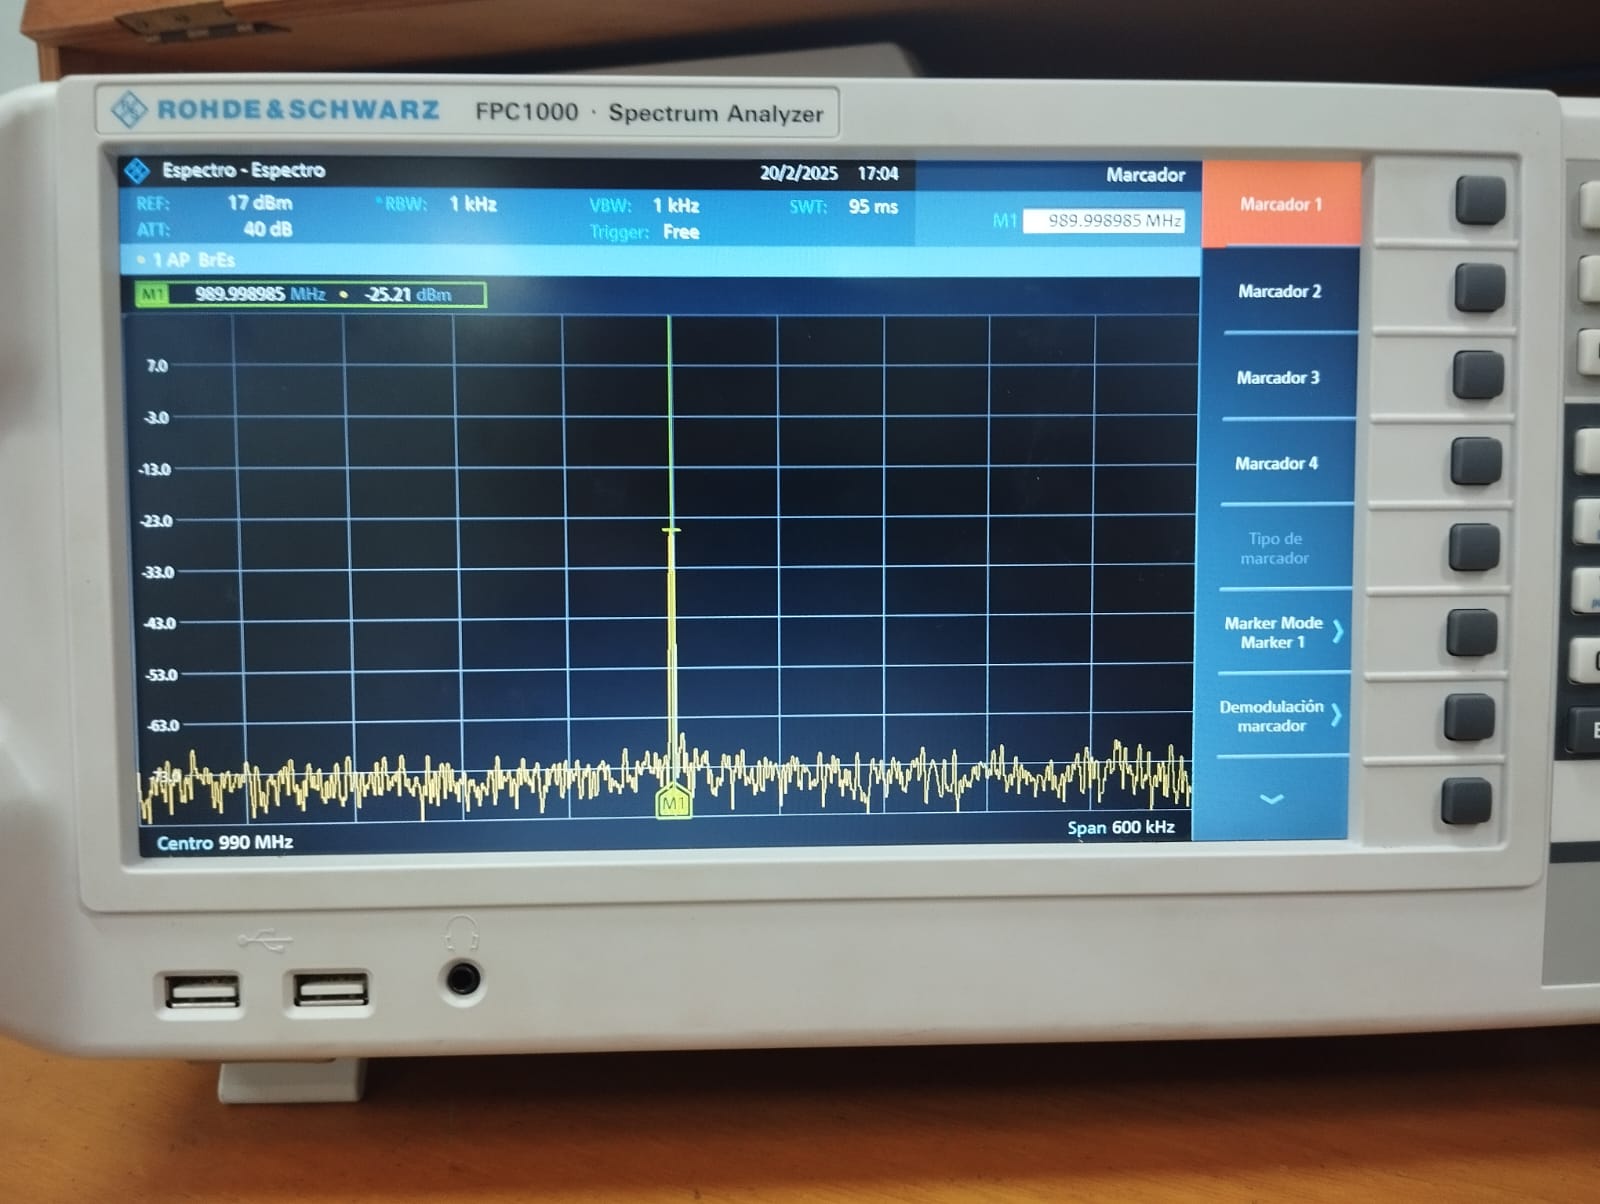 ROHDE & SCHWARZ FPC1000 · Spectrum Analyzer
Espectro - Espectro 20/2/2025 17:04 Marcador
REF: 17 dBm *RBW: 1 kHz VBW: 1 kHz SWT: 95 ms
ATT: 40 dB Trigger: Free
M1 989.998985 MHz
1 AP BrEs
M1 989.998985 MHz • -25.21 dBm
7.0
-3.0
-13.0
-23.0
-33.0
-43.0
-53.0
-63.0
-73.0
M1
Centro 990 MHz Span 600 kHz
Marcador 1
Marcador 2
Marcador 3
Marcador 4
Tipo de
marcador
Marker Mode
Marker 1
Demodulación
marcador